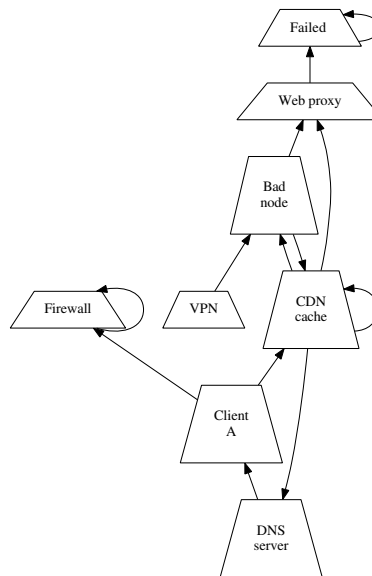 Failed
Web proxy
Bad
node
Firewall
VPN
CDN
cache
Client
A
DNS
server